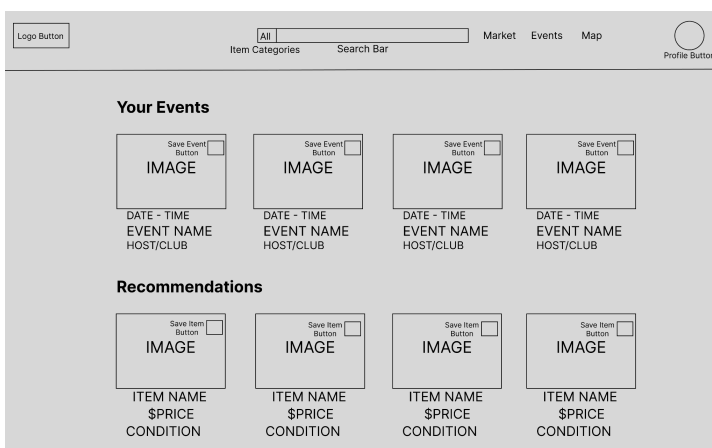 Logo Button
All
Market Events Map
Item Categories Search Bar
Profile Button
Your Events
Save Event Button
IMAGE
DATE - TIME
EVENT NAME
HOST/CLUB
Save Event Button
IMAGE
DATE - TIME
EVENT NAME
HOST/CLUB
Save Event Button
IMAGE
DATE - TIME
EVENT NAME
HOST/CLUB
Save Event Button
IMAGE
DATE - TIME
EVENT NAME
HOST/CLUB
Recommendations
Save Item Button
IMAGE
ITEM NAME
$PRICE
CONDITION
Save Item Button
IMAGE
ITEM NAME
$PRICE
CONDITION
Save Item Button
IMAGE
ITEM NAME
$PRICE
CONDITION
Save Item Button
IMAGE
ITEM NAME
$PRICE
CONDITION